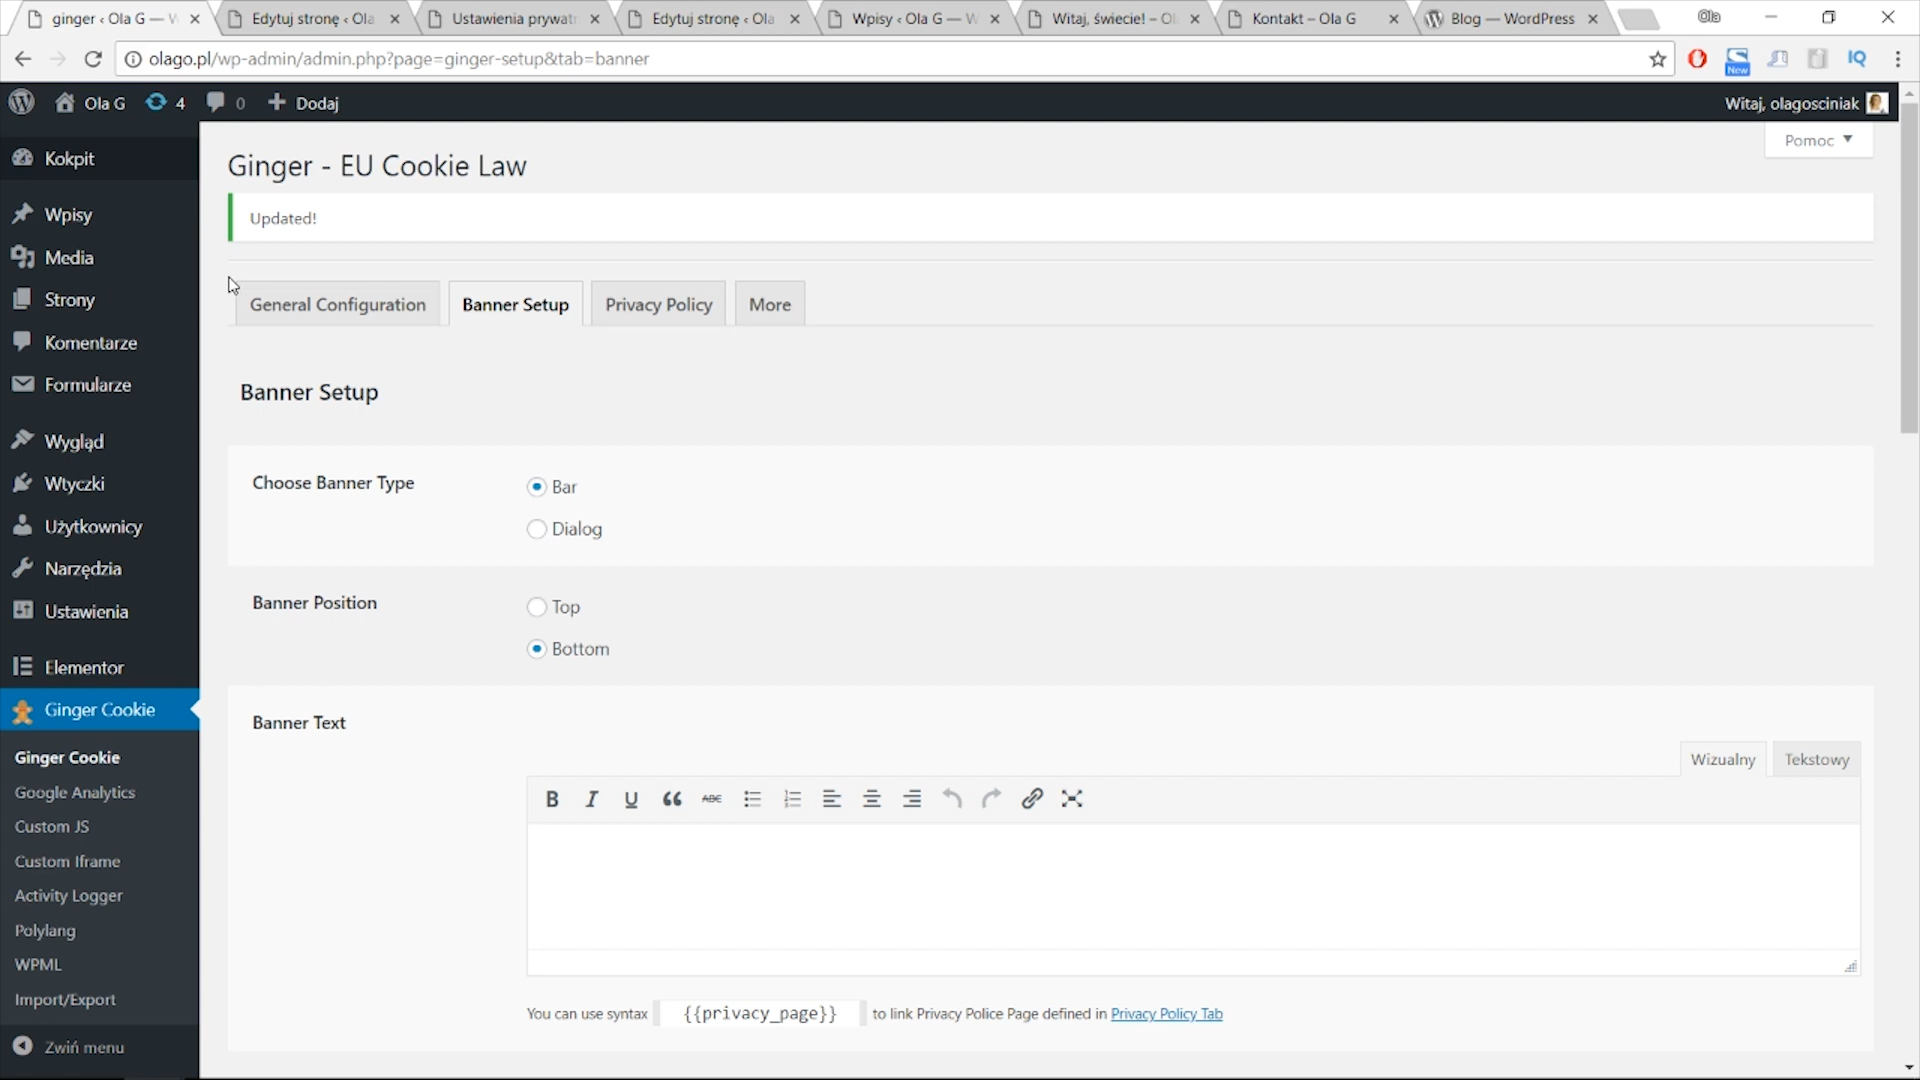 ginger ‹ Ola G —
Edytuj stronę ‹ Ola
Ustawienia prywat
Edytuj stronę ‹ Ola
Wpisy ‹ Ola G — W
Witaj, świecie! – Ol
Kontakt – Ola G
Blog — WordPress
Ola
olago.pl/wp-admin/admin.php?page=ginger-setup&tab=banner
New
IQ
Ola G
4
0
Dodaj
Witaj, olagosciniak
Pomoc
Kokpit
Wpisy
Media
Strony
Komentarze
Formularze
Wygląd
Wtyczki
Użytkownicy
Narzędzia
Ustawienia
Elementor
Ginger Cookie
Ginger Cookie
Google Analytics
Custom JS
Custom Iframe
Activity Logger
Polylang
WPML
Import/Export
Zwiń menu
Ginger - EU Cookie Law
Updated!
General Configuration
Banner Setup
Privacy Policy
More
Banner Setup
Choose Banner Type
Bar
Dialog
Banner Position
Top
Bottom
Banner Text
Wizualny
Tekstowy
B I U ABC
You can use syntax {{privacy_page}} to link Privacy Police Page defined in Privacy Policy Tab